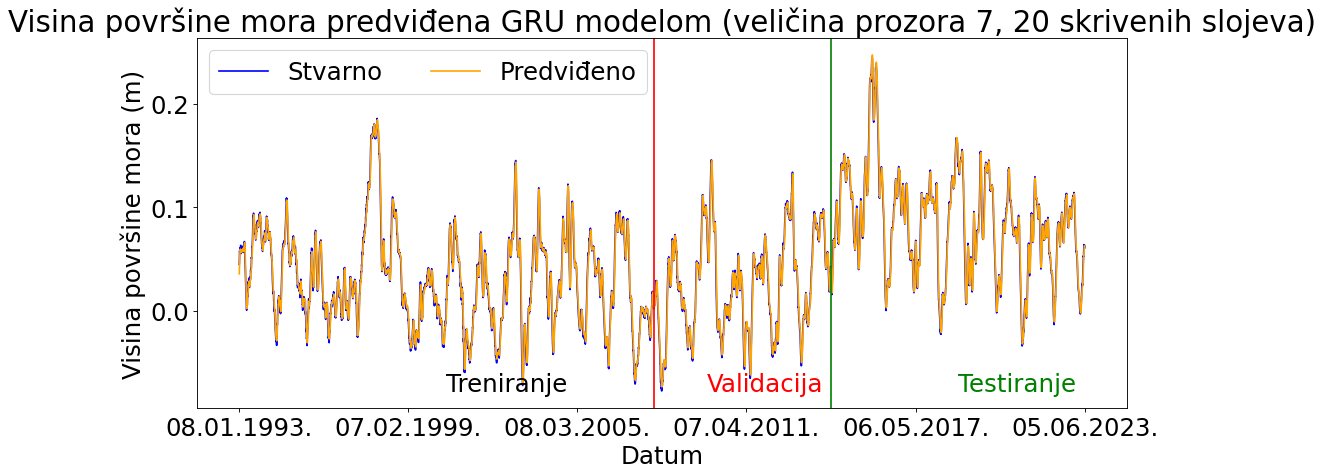 Visina površine mora predviđena GRU modelom (veličina prozora 7, 20 skrivenih slojeva)
Stvarno Predviđeno
Visina površine mora (m)
0.2
0.1
0.0
Treniranje Validacija Testiranje
08.01.1993. 07.02.1999. 08.03.2005. 07.04.2011. 06.05.2017. 05.06.2023.
Datum